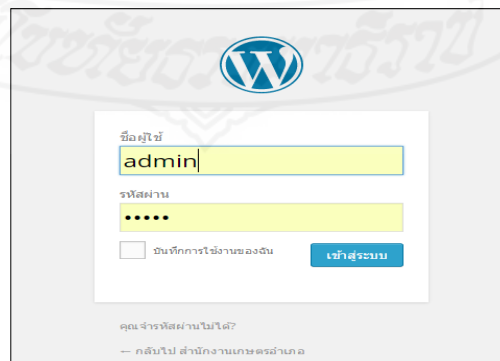 ชื่อผู้ใช้
admin
รหัสผ่าน
•••••
บันทึกการใช้งานของฉัน
เข้าสู่ระบบ
คุณจำรหัสผ่านไม่ได้?
← กลับไป สำนักงานเกษตรอำเภอ